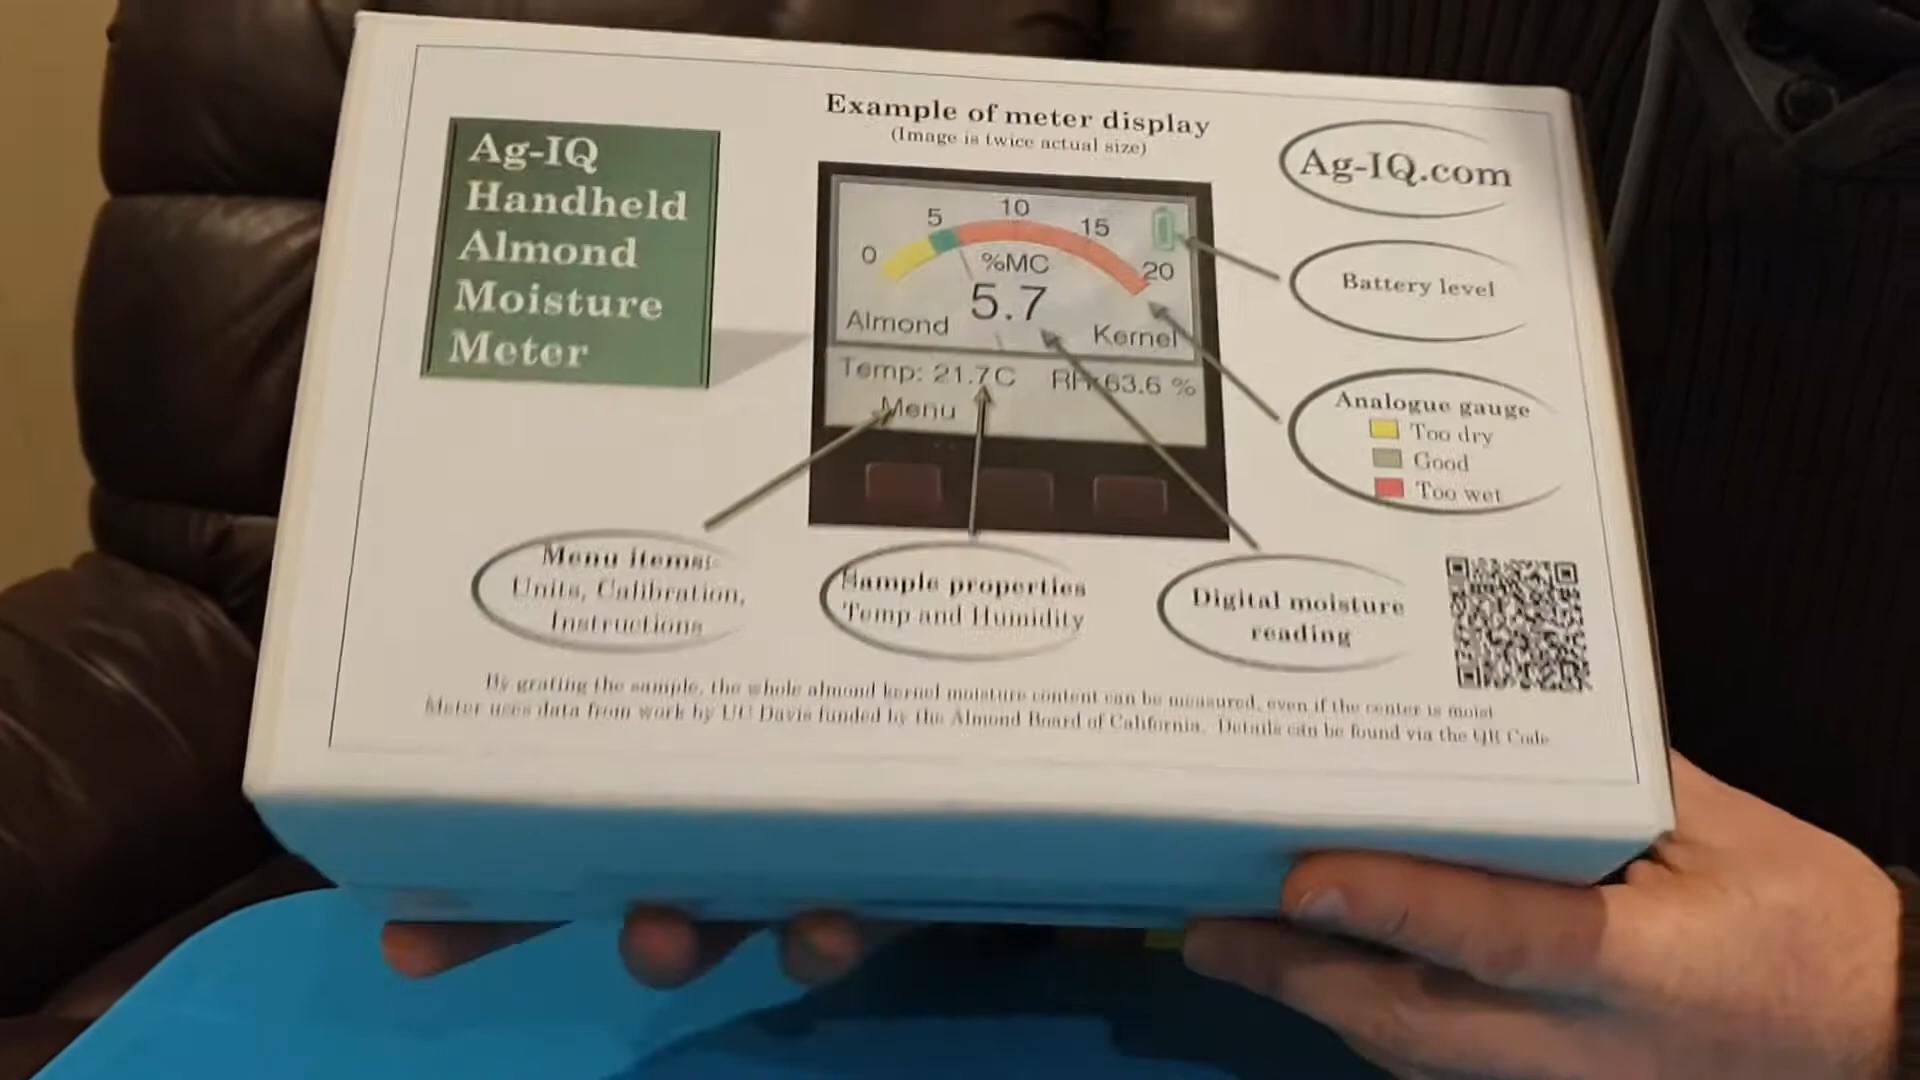 Ag-IQ
Handheld
Almond
Moisture
Meter
Example of meter display
(Image is twice actual size)
0
5
10
15
20
%MC
5.7
Almond
Kernel
Temp: 21.7C
RH: 63.6 %
Menu
Ag-IQ.com
Battery level
Analogue gauge
Too dry
Good
Too wet
Menu items:
Units, Calibration,
Instructions
Sample properties
Temp and Humidity
Digital moisture
reading
By grating the sample, the whole almond kernel moisture content can be measured, even if the center is moist
Meter uses data from work by UC Davis funded by the Almond Board of California. Details can be found via the QR Code